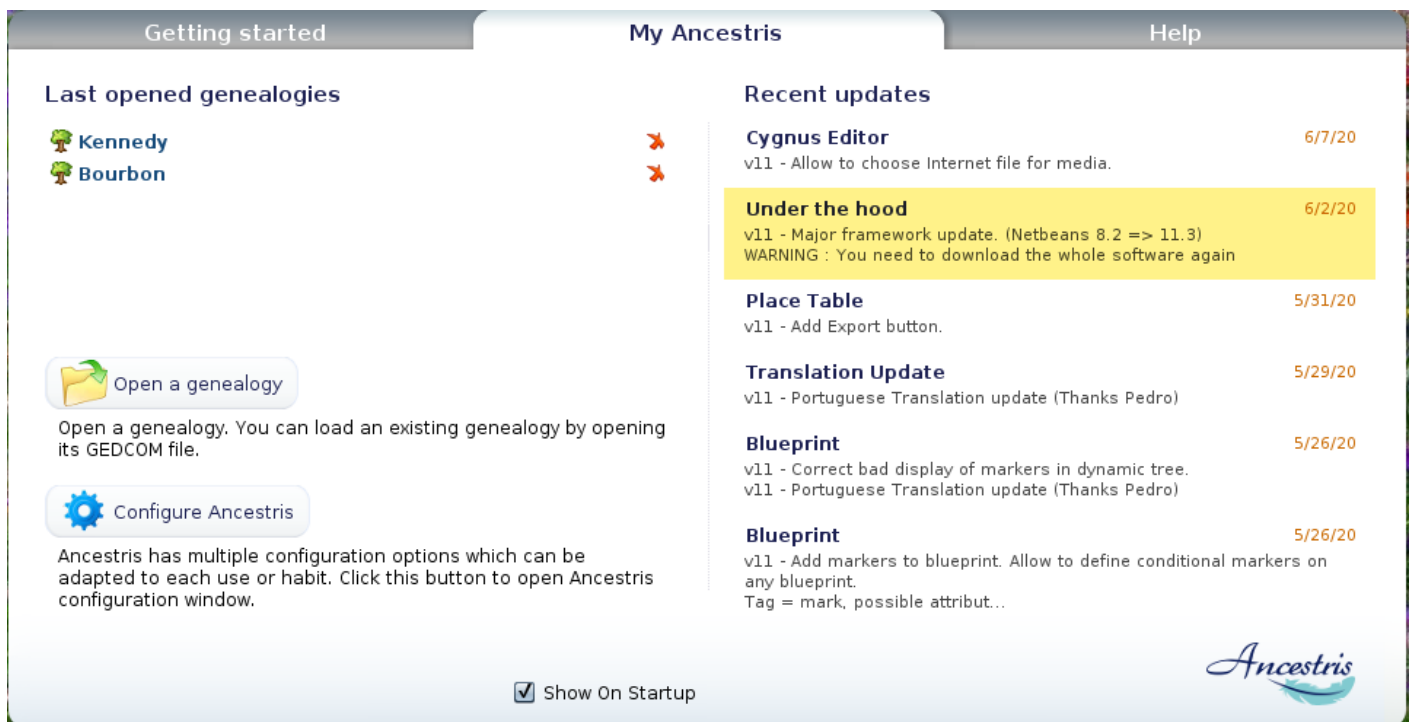 Getting started
My Ancestris
Help
Last opened genealogies
Kennedy
Bourbon
Open a genealogy
Open a genealogy. You can load an existing genealogy by opening
its GEDCOM file.
Configure Ancestris
Ancestris has multiple configuration options which can be
adapted to each use or habit. Click this button to open Ancestris
configuration window.
Recent updates
Cygnus Editor 6/7/20
v11 - Allow to choose Internet file for media.
Under the hood 6/2/20
v11 - Major framework update. (Netbeans 8.2 => 11.3)
WARNING : You need to download the whole software again
Place Table 5/31/20
v11 - Add Export button.
Translation Update 5/29/20
v11 - Portuguese Translation update (Thanks Pedro)
Blueprint 5/26/20
v11 - Correct bad display of markers in dynamic tree.
v11 - Portuguese Translation update (Thanks Pedro)
Blueprint 5/26/20
v11 - Add markers to blueprint. Allow to define conditional markers on
any blueprint.
Tag = mark, possible attribut...
Ancestris
Show On Startup